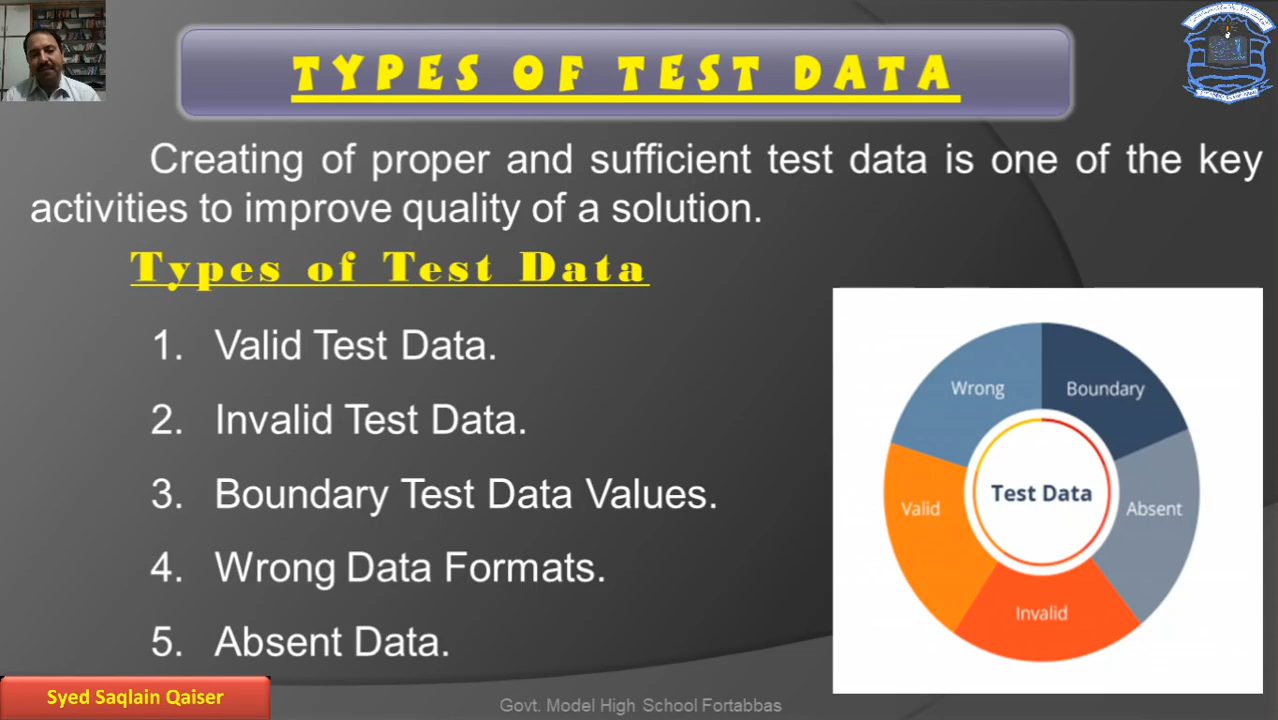 TYPES OF TEST DATA
Creating of proper and sufficient test data is one of the key
activities to improve quality of a solution.
Types of Test Data
1. Valid Test Data.
2. Invalid Test Data.
3. Boundary Test Data Values.
4. Wrong Data Formats.
5. Absent Data.
Wrong
Boundary
Valid
Test Data
Absent
Invalid
Syed Saqlain Qaiser
Govt. Model High School Fortabbas